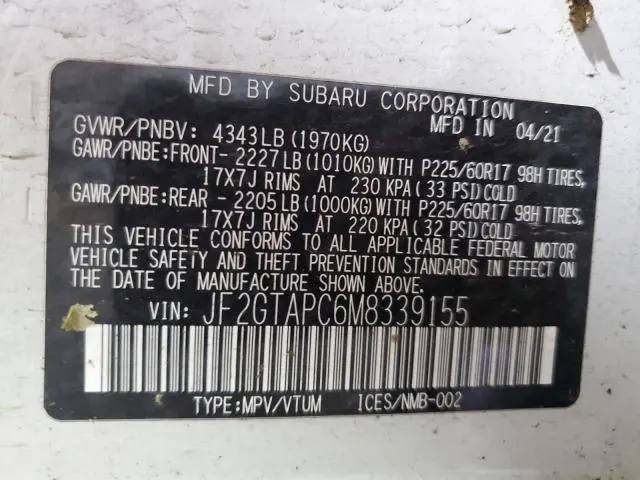 MFD BY SUBARU CORPORATION
MFD IN 04/21
GVWR/PNBV: 4343LB(1970KG)
GAWR/PNBE:FRONT- 2227LB(1010KG)WITH P225/60R17 98H TIRES,
17X7J RIMS AT 230 KPA(33 PSI)COLD
GAWR/PNBE:REAR - 2205LB(1000KG)WITH P225/60R17 98H TIRES,
17X7J RIMS AT 220 KPA(32 PSI)COLD
THIS VEHICLE CONFORMS TO ALL APPLICABLE FEDERAL MOTOR
VEHICLE SAFETY AND THEFT PREVENTION STANDARDS IN EFFECT ON
THE DATE OF MANUFACTURE SHOWN ABOVE.
VIN: JF2GTAPC6M8339155
TYPE:MPV/VTUM ICES/NMB-002